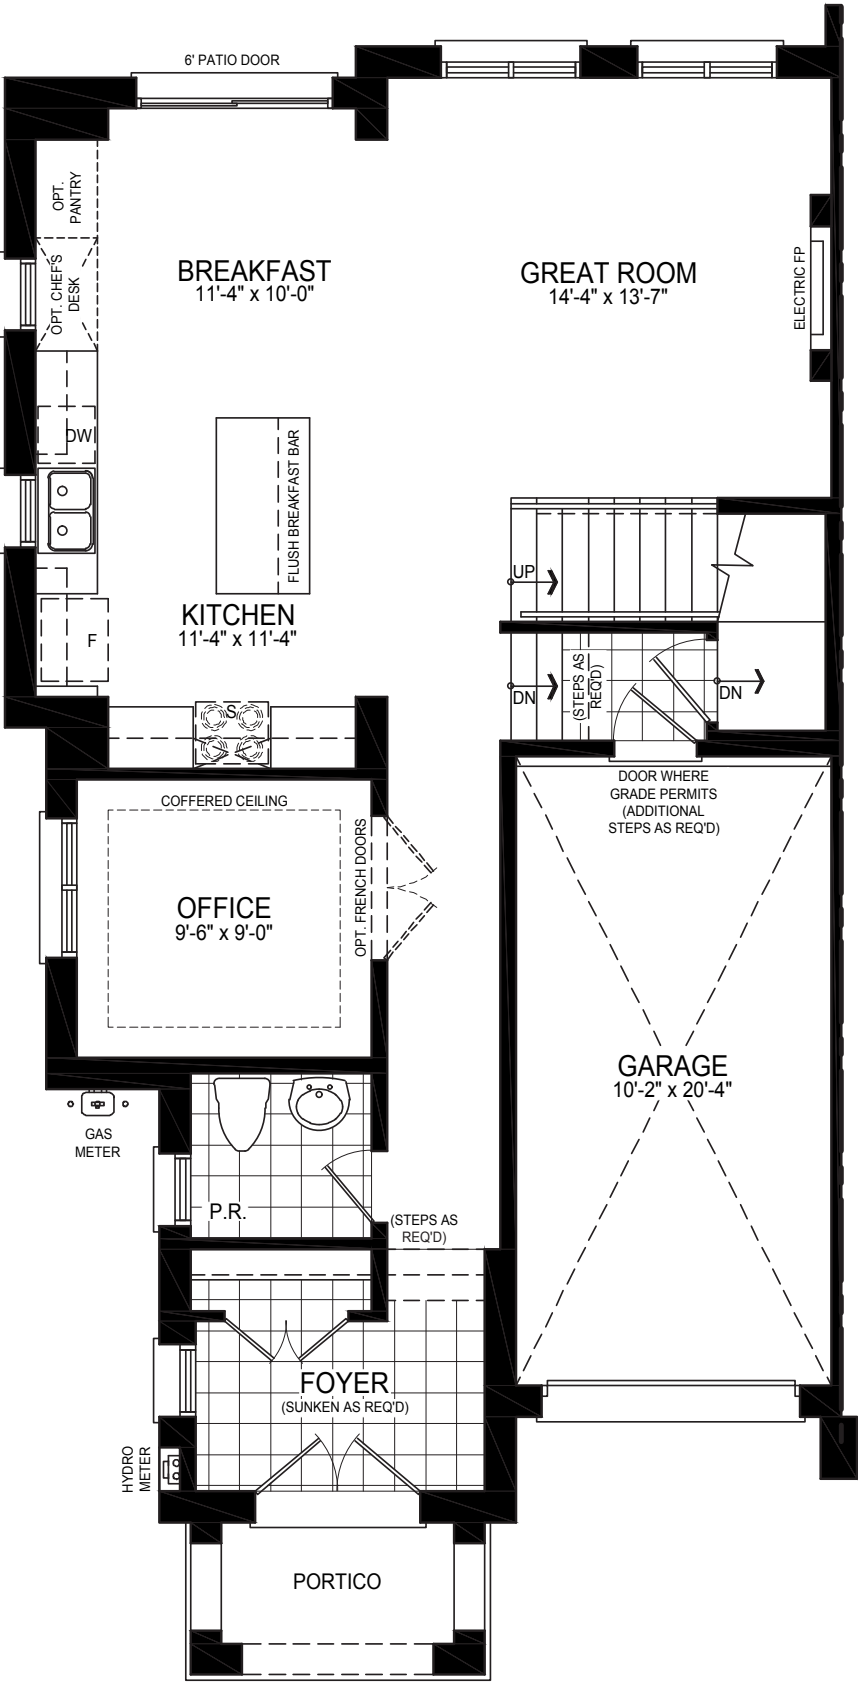 6' PATIO DOOR
OPT.
PANTRY
OPT. CHEF'S
DESK
BREAKFAST
11'-4" x 10'-0"
GREAT ROOM
14'-4" x 13'-7"
ELECTRIC FP
DW
FLUSH BREAKFAST BAR
UP
KITCHEN
11'-4" x 11'-4"
F
S
DN
(STEPS AS
REQ'D)
DN
DOOR WHERE
GRADE PERMITS
(ADDITIONAL
STEPS AS REQ'D)
COFFERED CEILING
OPT. FRENCH DOORS
OFFICE
9'-6" x 9'-0"
GARAGE
10'-2" x 20'-4"
GAS
METER
P.R.
(STEPS AS
REQ'D)
FOYER
(SUNKEN AS REQ'D)
HYDRO
METER
PORTICO